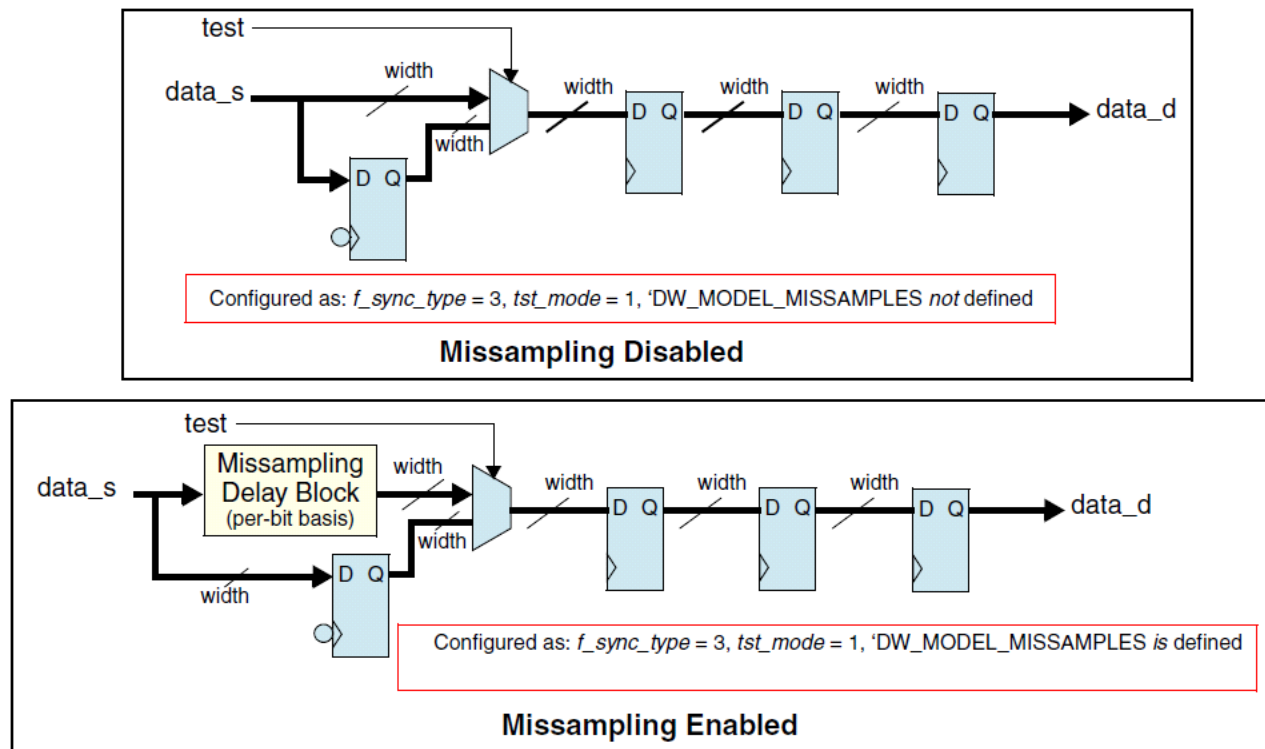 test
width
width
width
width
data_s
data_d
width
D Q
D Q
D Q
D Q
Configured as: f_sync_type = 3, tst_mode = 1, ‘DW_MODEL_MISSAMPLES not defined
Missampling Disabled
test
Missampling
Delay Block
(per-bit basis)
width
width
width
width
data_s
data_d
width
D Q
D Q
D Q
D Q
width
Configured as: f_sync_type = 3, tst_mode = 1, ‘DW_MODEL_MISSAMPLES is defined
Missampling Enabled